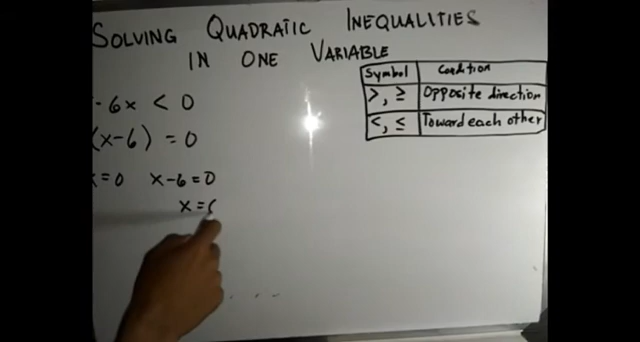 SOLVING QUADRATIC INEQUALITIES
IN ONE VARIABLE
Symbol Condition
>, ≥ Opposite direction
<, ≤ Toward each other
- 6x < 0
(x-6) = 0
x = 0 x-6=0
x =